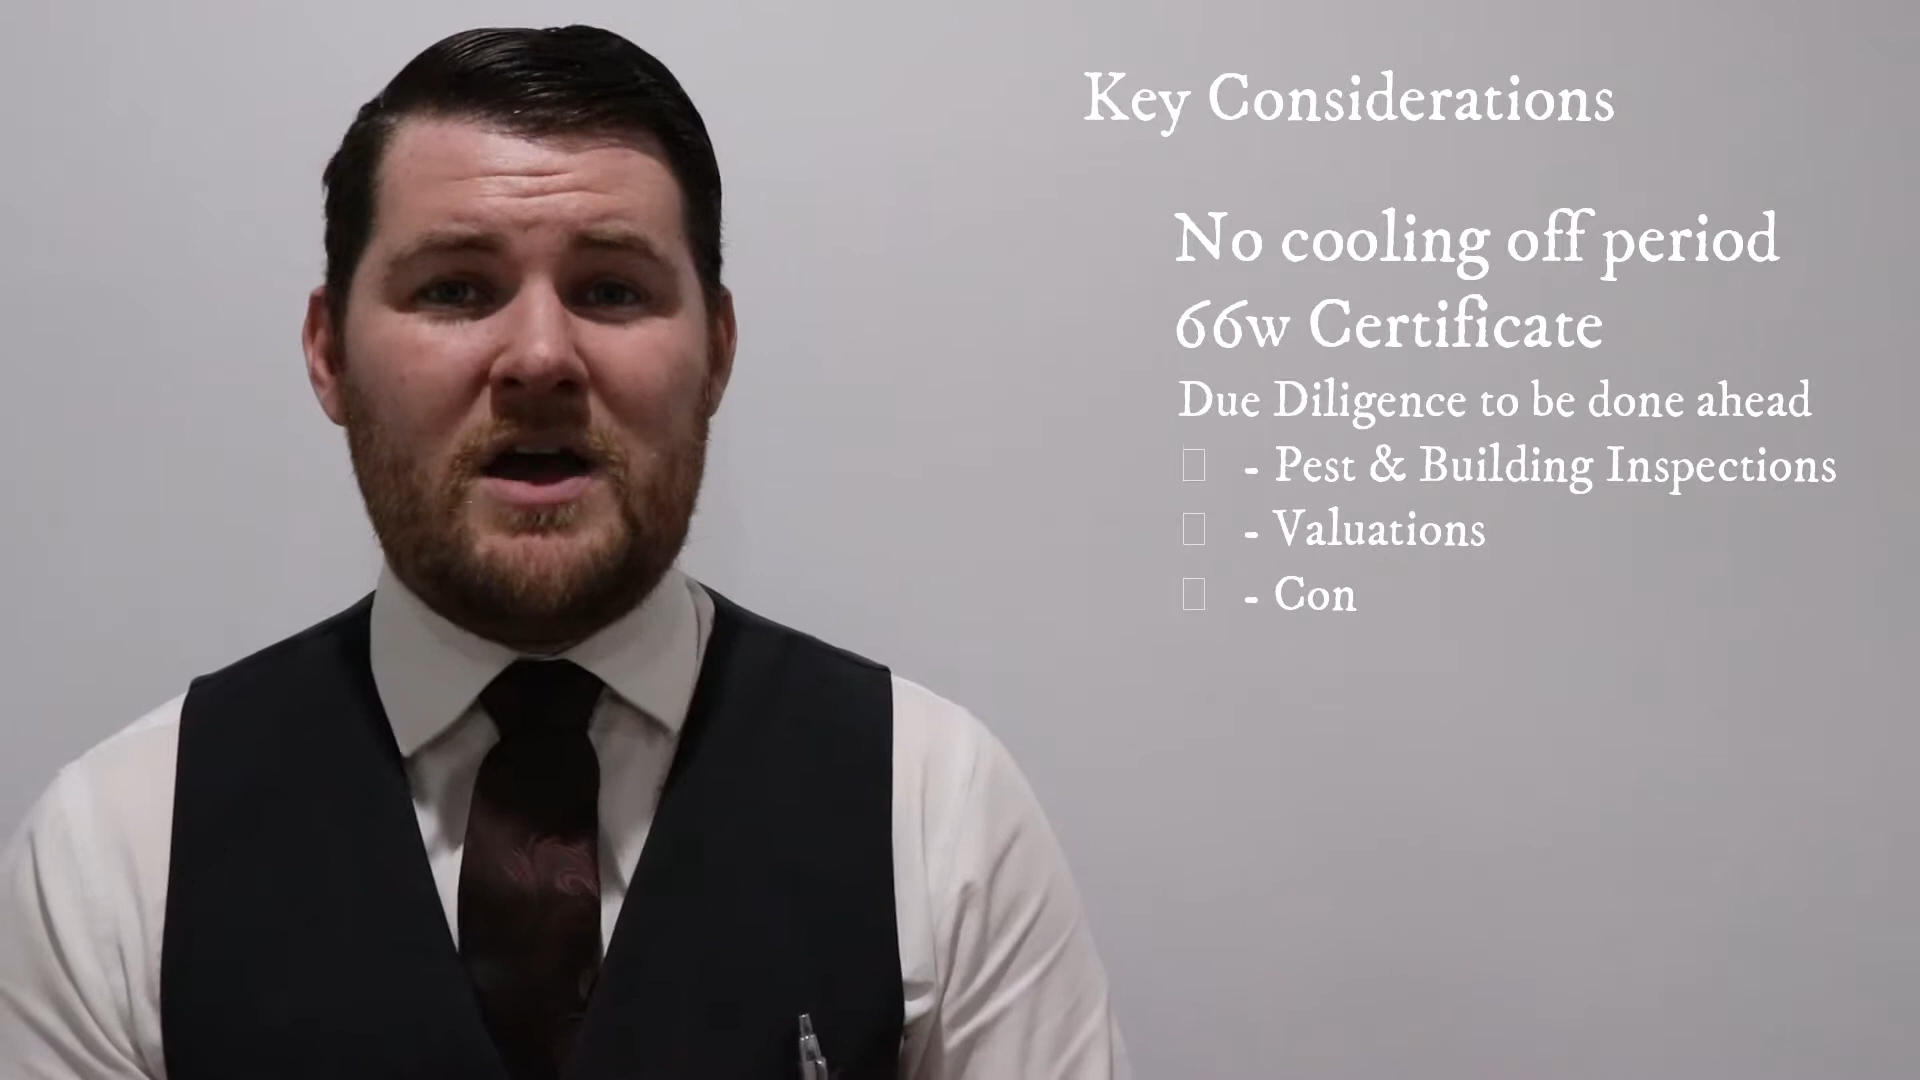 Key Considerations
No cooling off period
66w Certificate
Due Diligence to be done ahead
- Pest & Building Inspections
- Valuations
- Con